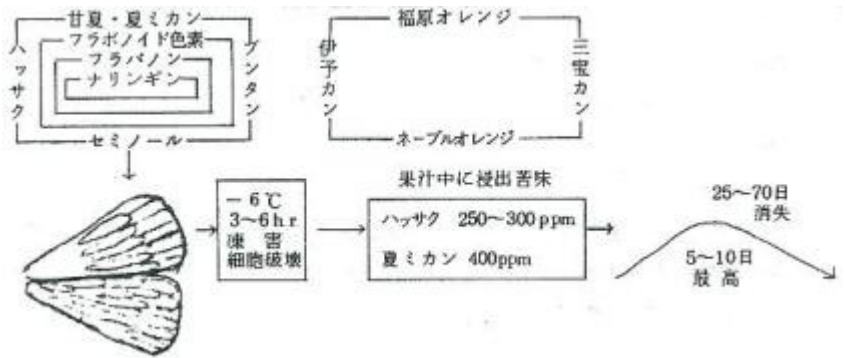 甘夏・夏ミカン
ハッサク
フラボノイド色素
フラバノン
ナリンギン
ブンタン
セミノール
福原オレンジ
伊予カン
三宝カン
ネーブルオレンジ
－6℃
3～6hr
凍害
細胞破壊
果汁中に浸出苦味
ハッサク 250～300ppm
夏ミカン 400ppm
25～70日
消失
5～10日
最高